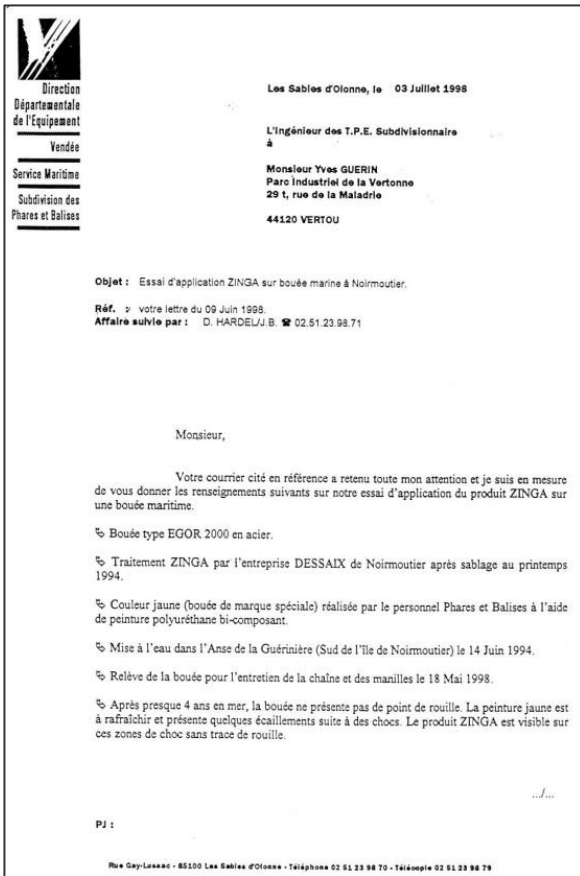 Direction
Départementale
de l'Equipement
Vendée
Service Maritime
Subdivision des
Phares et Balises
Les Sables d'Olonne, le 03 Juillet 1998
L'Ingénieur des T.P.E. Subdivisionnaire
à
Monsieur Yves GUERIN
Parc Industriel de la Vertonne
29 t, rue de la Maladrie
44120 VERTOU
Objet : Essai d'application ZINGA sur bouée marine à Noirmoutier.
Réf. : votre lettre du 09 Juin 1998.
Affaire suivie par : D. HARDEL/J.B. ☎ 02.51.23.98.71
Monsieur,
Votre courrier cité en référence a retenu toute mon attention et je suis en mesure
de vous donner les renseignements suivants sur notre essai d'application du produit ZINGA sur
une bouée maritime.
Bouée type EGOR 2000 en acier.
Traitement ZINGA par l'entreprise DESSAIX de Noirmoutier après sablage au printemps
1994.
Couleur jaune (bouée de marque spéciale) réalisée par le personnel Phares et Balises à l'aide
de peinture polyuréthane bi-composant.
Mise à l'eau dans l'Anse de la Guérinière (Sud de l'île de Noirmoutier) le 14 Juin 1994.
Relève de la bouée pour l'entretien de la chaîne et des manilles le 18 Mai 1998.
Après presque 4 ans en mer, la bouée ne présente pas de point de rouille. La peinture jaune est
à rafraîchir et présente quelques écaillements suite à des chocs. Le produit ZINGA est visible sur
ces zones de choc sans trace de rouille.
.../...
PJ :
Rue Gay-Lussac - 85100 Les Sables d'Olonne - Téléphone 02 51 23 98 70 - Télécopie 02 51 23 98 79